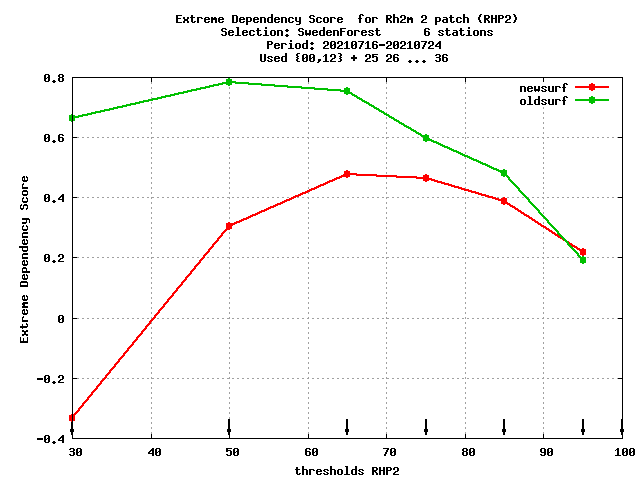 Extreme Dependency Score  for Rh2m 2 patch (RHP2)
Selection: SwedenForest      6 stations
Period: 20210716-20210724
Used {00,12} + 25 26 ... 36
newsurf
oldsurf
0.8
0.6
0.4
0.2
0
-0.2
-0.4
Extreme Dependency Score
30 40 50 60 70 80 90 100
thresholds RHP2